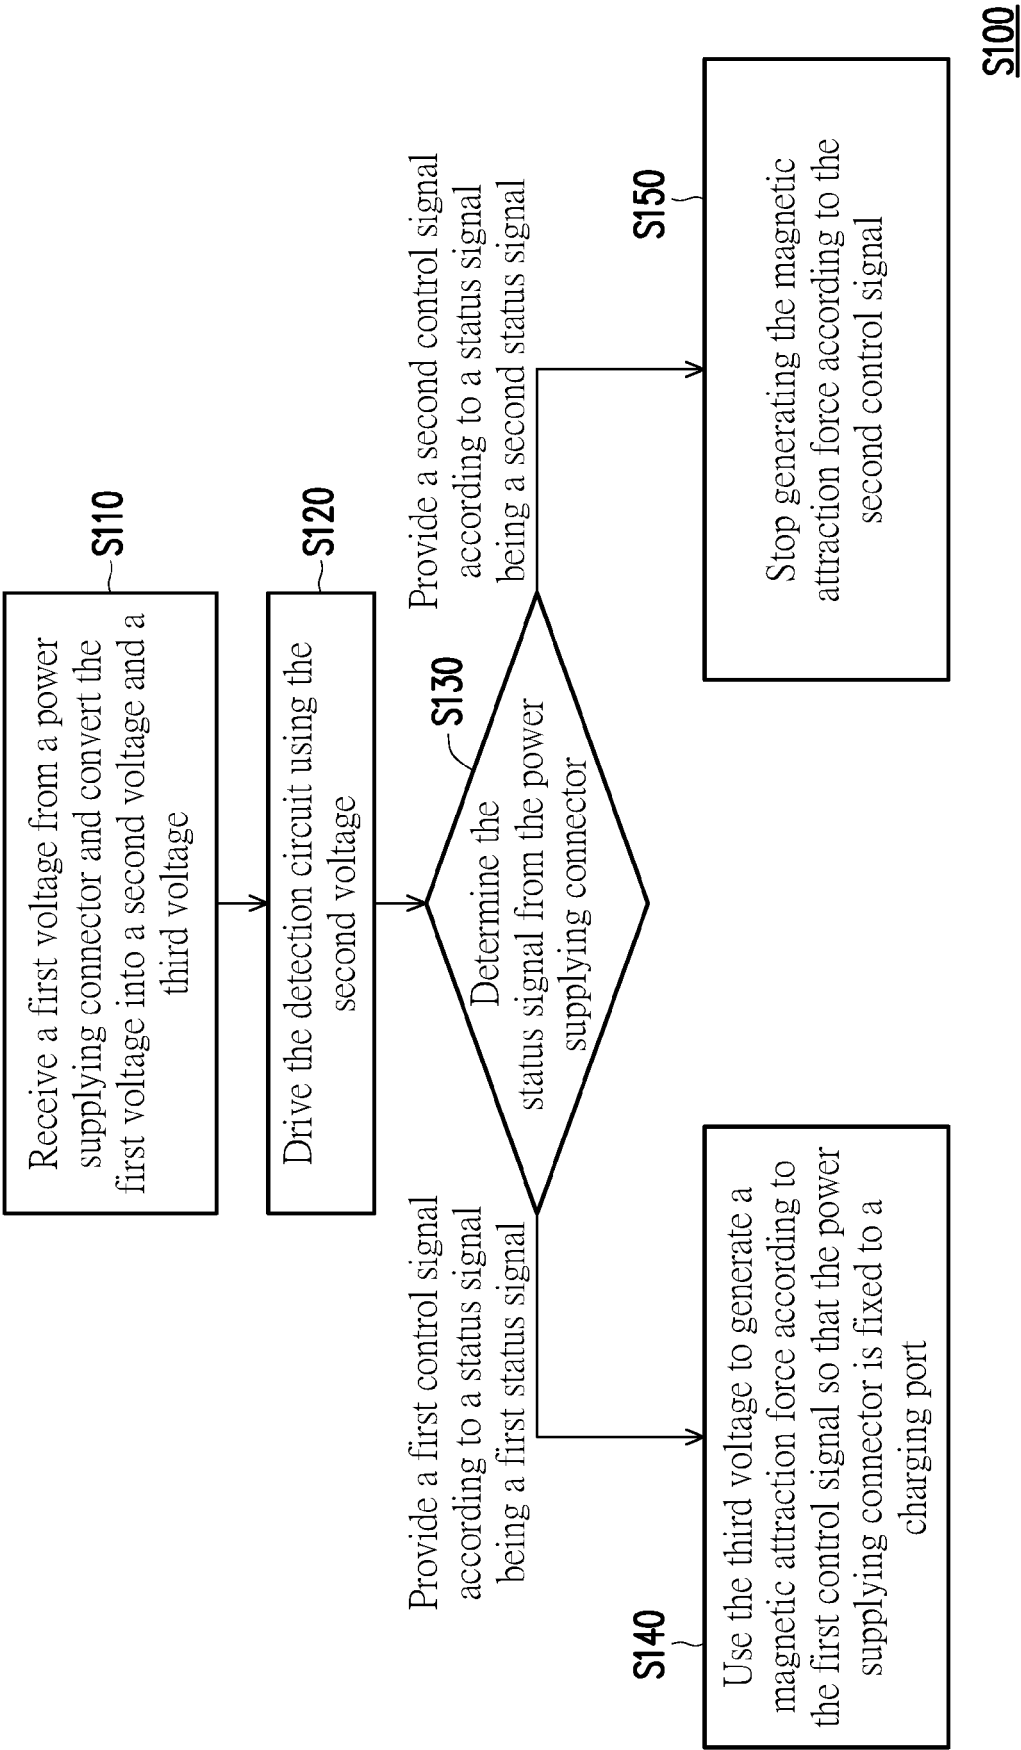 Receive a first voltage from a power
supplying connector and convert the
first voltage into a second voltage and a
third voltage
S110
Drive the detection circuit using the
second voltage
S120
Determine the
status signal from the power
supplying connector
S130
Provide a first control signal
according to a status signal
being a first status signal
Provide a second control signal
according to a status signal
being a second status signal
S140
Use the third voltage to generate a
magnetic attraction force according to
the first control signal so that the power
supplying connector is fixed to a
charging port
S150
Stop generating the magnetic
attraction force according to the
second control signal
S100